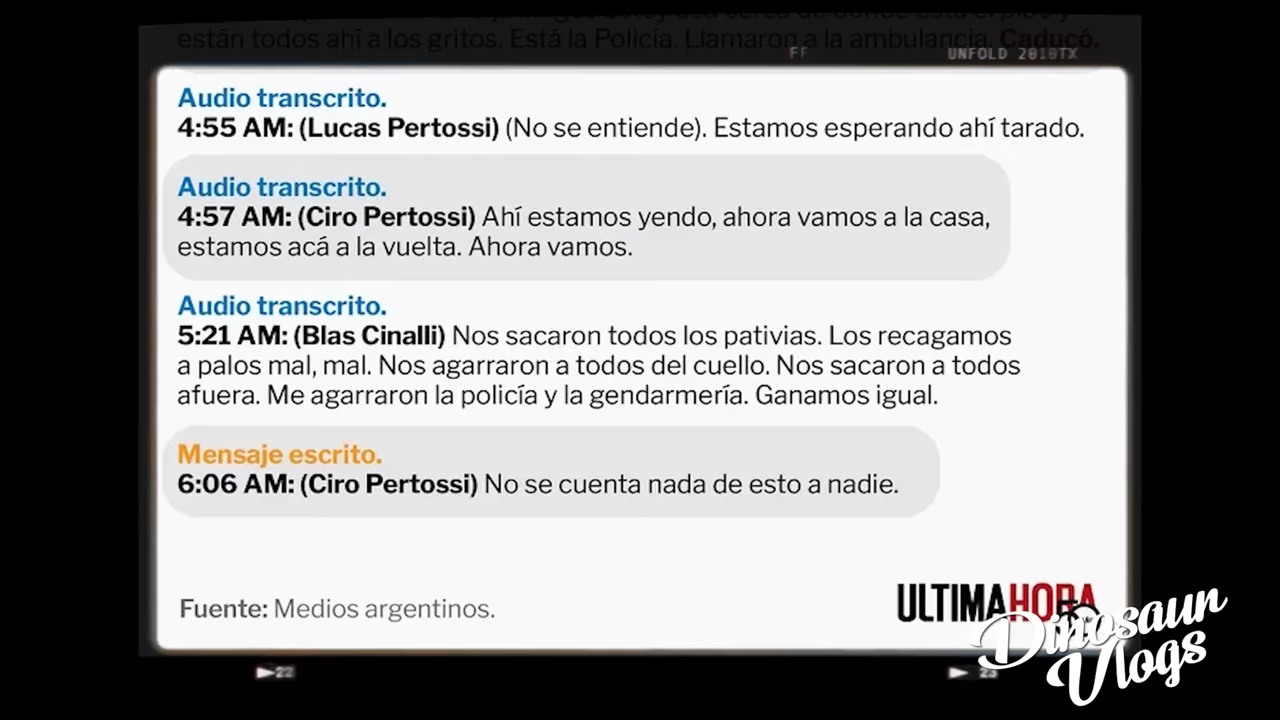 están todos ahí a los gritos. Está la Policía. Llamaron a la ambulancia. Caducó.
FF
UNFOLD 2018TX
Audio transcrito.
4:55 AM: (Lucas Pertossi) (No se entiende). Estamos esperando ahí tarado.
Audio transcrito.
4:57 AM: (Ciro Pertossi) Ahí estamos yendo, ahora vamos a la casa,
estamos acá a la vuelta. Ahora vamos.
Audio transcrito.
5:21 AM: (Blas Cinalli) Nos sacaron todos los pativias. Los recagamos
a palos mal, mal. Nos agarraron a todos del cuello. Nos sacaron a todos
afuera. Me agarraron la policía y la gendarmería. Ganamos igual.
Mensaje escrito.
6:06 AM: (Ciro Pertossi) No se cuenta nada de esto a nadie.
Fuente: Medios argentinos.
ULTIMAHORA
Dinosaur
Vlogs
22